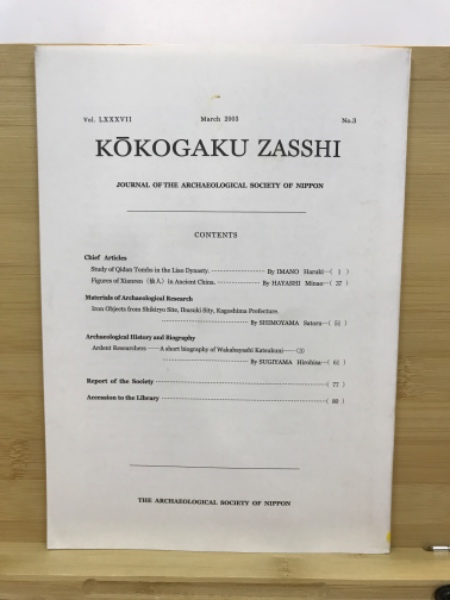 Vol. LXXXVII March 2003 No.3
KŌKOGAKU ZASSHI
JOURNAL OF THE ARCHAEOLOGICAL SOCIETY OF NIPPON
CONTENTS
Chief Articles
Study of Qidan Tombs in the Liao Dynasty. By IMANO Haruki ( 1 )
Figures of Xianren (仙人) in Ancient China. By HAYASHI Minao ( 37 )
Materials of Archaeological Research
Iron Objects from Shikiryo Site, Ibusuki City, Kagoshima Prefecture.
By SHIMOYAMA Satoru ( 51 )
Archaeological History and Biography
Ardent Researchers——A short biography of Wakabayashi Katsukuni——(3)
By SUGIYAMA Hirohisa ( 61 )
Report of the Society ( 77 )
Accession to the Library
THE ARCHAEOLOGICAL SOCIETY OF NIPPON